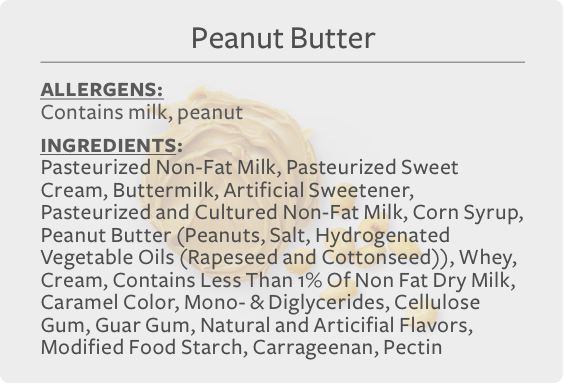 Peanut Butter
ALLERGENS:
Contains milk, peanut
INGREDIENTS:
Pasteurized Non-Fat Milk, Pasteurized Sweet
Cream, Buttermilk, Artificial Sweetener,
Pasteurized and Cultured Non-Fat Milk, Corn Syrup,
Peanut Butter (Peanuts, Salt, Hydrogenated
Vegetable Oils (Rapeseed and Cottonseed)), Whey,
Cream, Contains Less Than 1% Of Non Fat Dry Milk,
Caramel Color, Mono- & Diglycerides, Cellulose
Gum, Guar Gum, Natural and Articifial Flavors,
Modified Food Starch, Carrageenan, Pectin